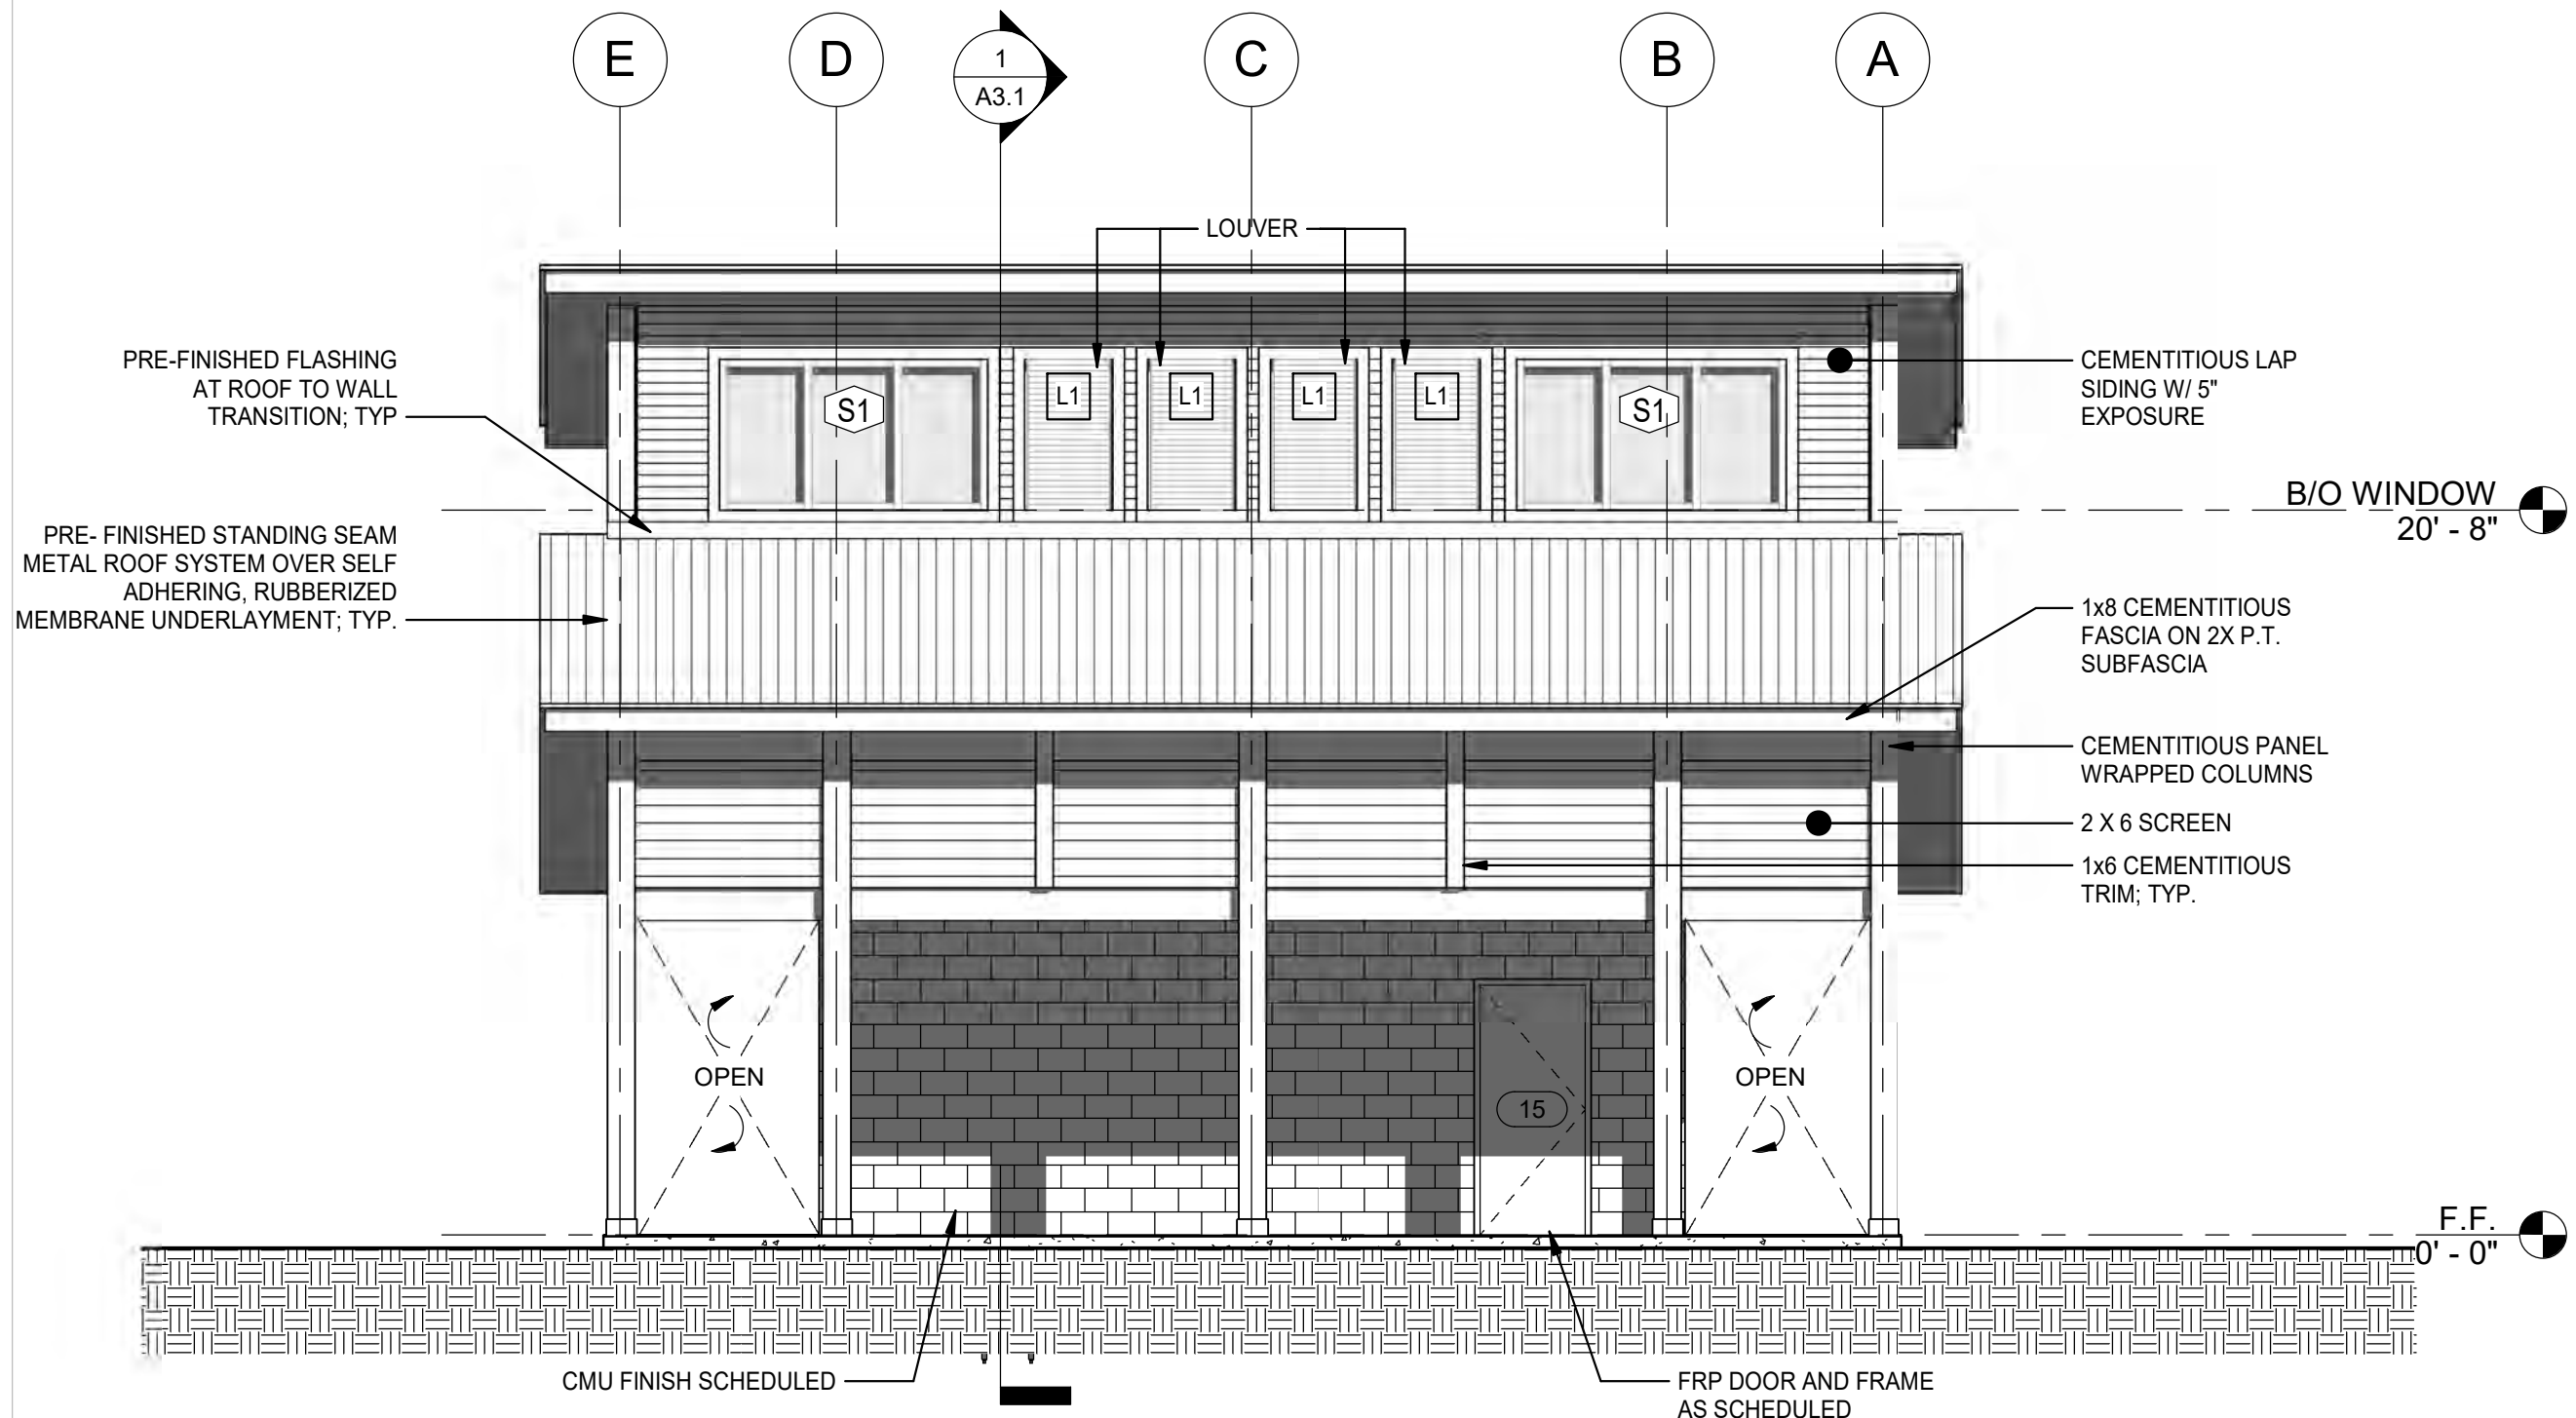 E
D
1
A3.1
C
B
A
LOUVER
PRE-FINISHED FLASHING
AT ROOF TO WALL
TRANSITION; TYP
CEMENTITIOUS LAP
SIDING W/ 5"
EXPOSURE
S1
L1
L1
L1
L1
S1
B/O WINDOW
20' - 8"
PRE- FINISHED STANDING SEAM
METAL ROOF SYSTEM OVER SELF
ADHERING, RUBBERIZED
MEMBRANE UNDERLAYMENT; TYP.
1x8 CEMENTITIOUS
FASCIA ON 2X P.T.
SUBFASCIA
CEMENTITIOUS PANEL
WRAPPED COLUMNS
2 X 6 SCREEN
1x6 CEMENTITIOUS
TRIM; TYP.
OPEN
OPEN
15
F.F.
0' - 0"
CMU FINISH SCHEDULED
FRP DOOR AND FRAME
AS SCHEDULED